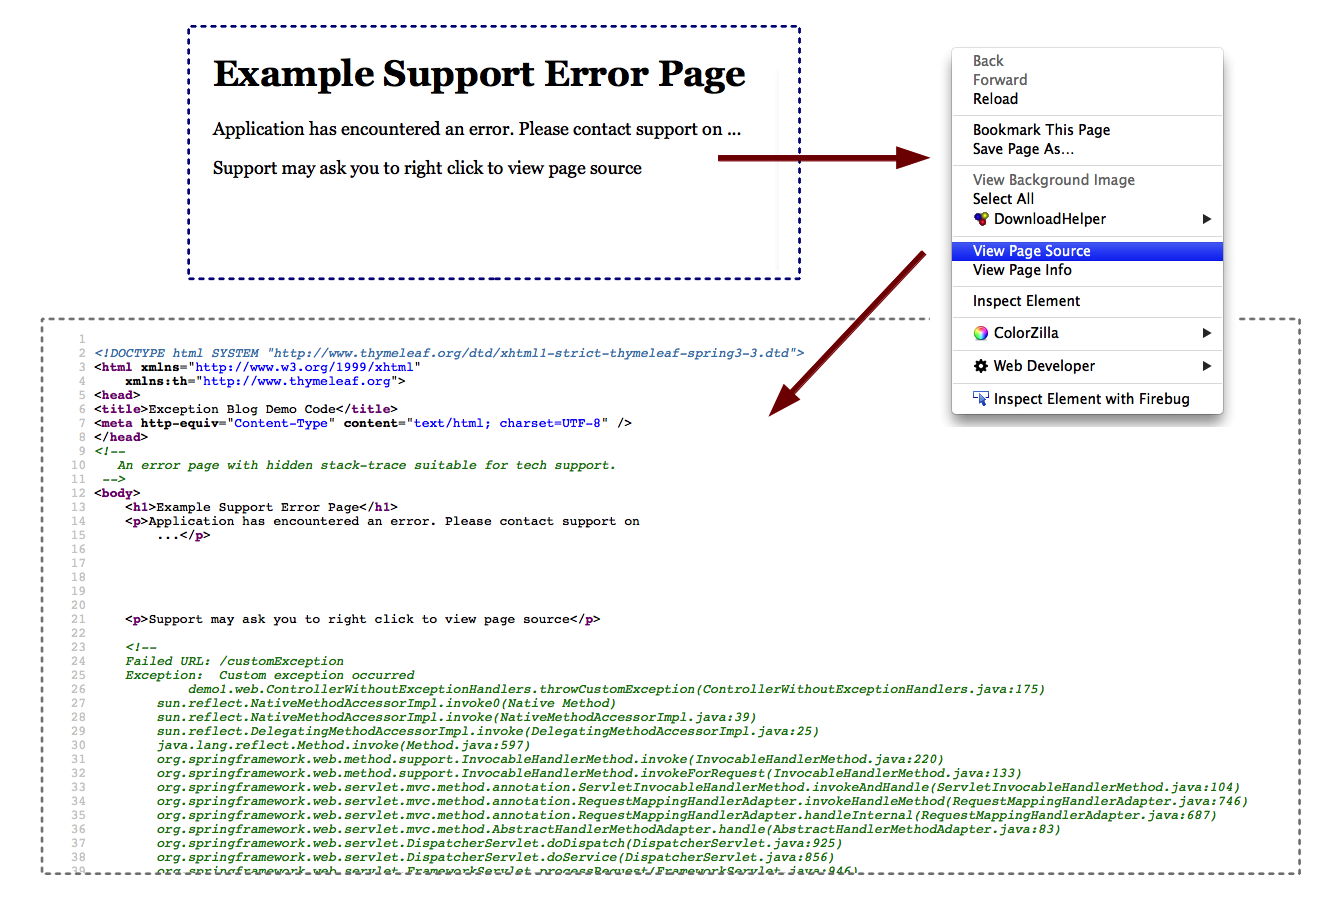 Example Support Error Page
Application has encountered an error. Please contact support on ...
Support may ask you to right click to view page source
Back
Forward
Reload
Bookmark This Page
Save Page As...
View Background Image
Select All
DownloadHelper
View Page Source
View Page Info
Inspect Element
ColorZilla
Web Developer
Inspect Element with Firebug
1
2 <!DOCTYPE html SYSTEM "http://www.thymeleaf.org/dtd/xhtml1-strict-thymeleaf-spring3-3.dtd">
3 <html xmlns="http://www.w3.org/1999/xhtml"
4 xmlns:th="http://www.thymeleaf.org">
5 <head>
6 <title>Exception Blog Demo Code</title>
7 <meta http-equiv="Content-Type" content="text/html; charset=UTF-8" />
8 </head>
9 <!--
10 An error page with hidden stack-trace suitable for tech support.
11 -->
12 <body>
13 <h1>Example Support Error Page</h1>
14 <p>Application has encountered an error. Please contact support on
15 ...</p>
16
17
18
19
20
21 <p>Support may ask you to right click to view page source</p>
22
23 <!--
24 Failed URL: /customException
25 Exception: Custom exception occurred
26 demo1.web.ControllerWithoutExceptionHandlers.throwCustomException(ControllerWithoutExceptionHandlers.java:175)
27 sun.reflect.NativeMethodAccessorImpl.invoke0(Native Method)
28 sun.reflect.NativeMethodAccessorImpl.invoke(NativeMethodAccessorImpl.java:39)
29 sun.reflect.DelegatingMethodAccessorImpl.invoke(DelegatingMethodAccessorImpl.java:25)
30 java.lang.reflect.Method.invoke(Method.java:597)
31 org.springframework.web.method.support.InvocableHandlerMethod.invoke(InvocableHandlerMethod.java:220)
32 org.springframework.web.method.support.InvocableHandlerMethod.invokeForRequest(InvocableHandlerMethod.java:133)
33 org.springframework.web.servlet.mvc.method.annotation.ServletInvocableHandlerMethod.invokeAndHandle(ServletInvocableHandlerMethod.java:104)
34 org.springframework.web.servlet.mvc.method.annotation.RequestMappingHandlerAdapter.invokeHandleMethod(RequestMappingHandlerAdapter.java:746)
35 org.springframework.web.servlet.mvc.method.annotation.RequestMappingHandlerAdapter.handleInternal(RequestMappingHandlerAdapter.java:687)
36 org.springframework.web.servlet.mvc.method.AbstractHandlerMethodAdapter.handle(AbstractHandlerMethodAdapter.java:83)
37 org.springframework.web.servlet.DispatcherServlet.doDispatch(DispatcherServlet.java:925)
38 org.springframework.web.servlet.DispatcherServlet.doService(DispatcherServlet.java:856)
39 org.springframework.web.servlet.FrameworkServlet.processRequest(FrameworkServlet.java:946)